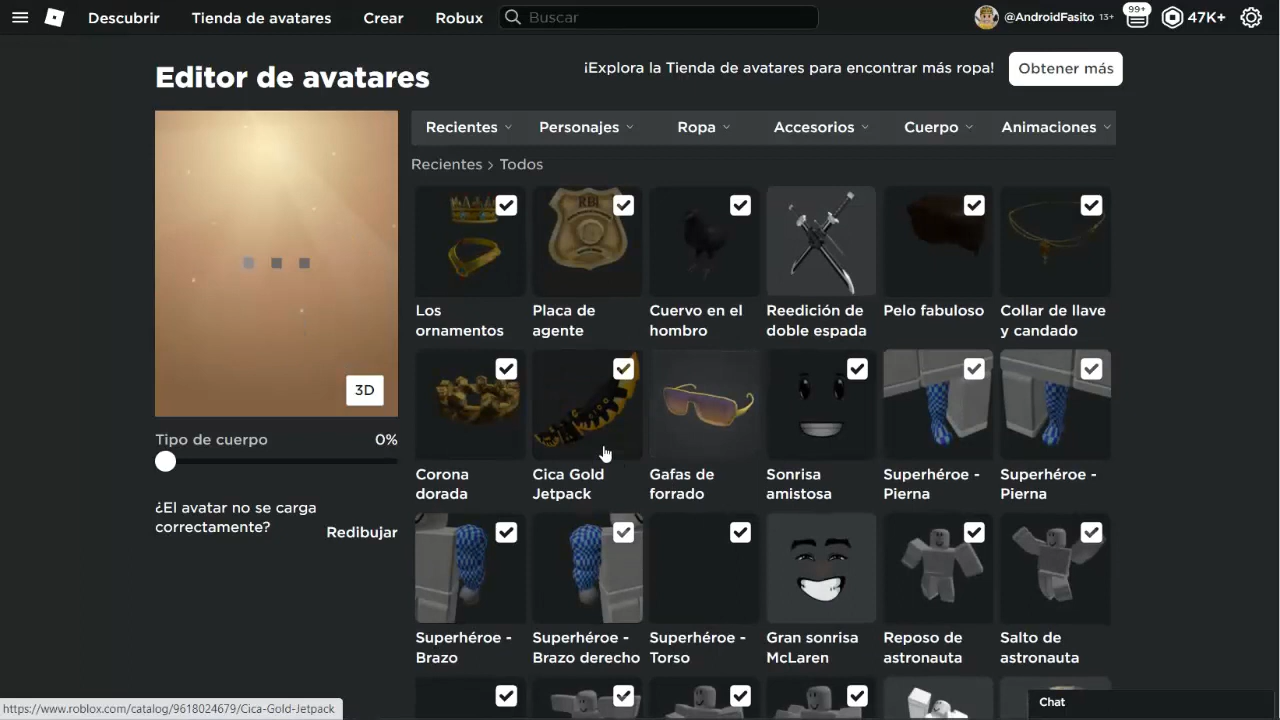 Descubrir
Tienda de avatares
Crear
Robux
Buscar
@AndroidFasito 13+
99+
47K+
Editor de avatares
¡Explora la Tienda de avatares para encontrar más ropa!
Obtener más
Recientes
Personajes
Ropa
Accesorios
Cuerpo
Animaciones
Recientes > Todos
3D
Tipo de cuerpo
0%
¿El avatar no se carga
correctamente?
Redibujar
RBI
Los
ornamentos
Placa de
agente
Cuervo en el
hombro
Reedición de
doble espada
Pelo fabuloso
Collar de llave
y candado
Corona
dorada
Cica Gold
Jetpack
Gafas de
forrado
Sonrisa
amistosa
Superhéroe -
Pierna
Superhéroe -
Pierna
Superhéroe -
Brazo
Superhéroe -
Brazo derecho
Superhéroe -
Torso
Gran sonrisa
McLaren
Reposo de
astronauta
Salto de
astronauta
https://www.roblox.com/catalog/9618024679/Cica-Gold-Jetpack
Chat